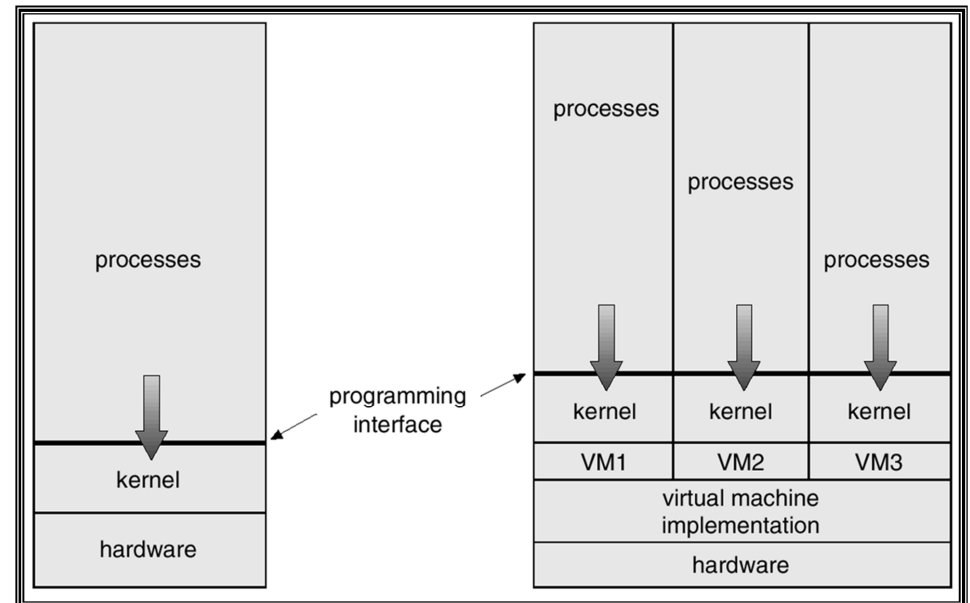 processes
kernel
hardware
programming
interface
processes
processes
processes
kernel
kernel
kernel
VM1
VM2
VM3
virtual machine
implementation
hardware